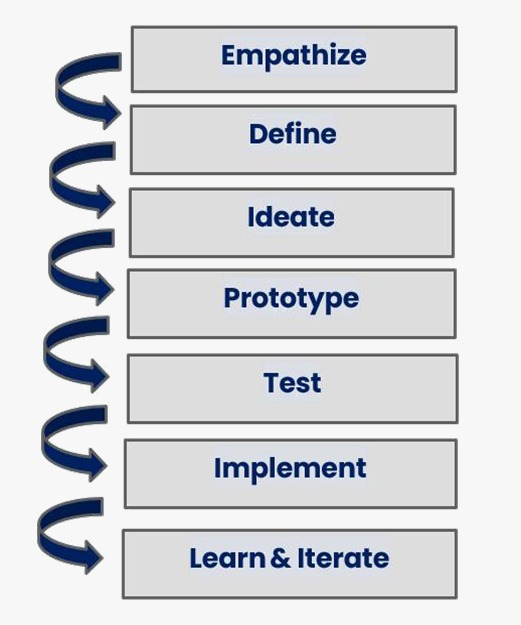 Empathize
Define
Ideate
Prototype
Test
Implement
Learn & Iterate